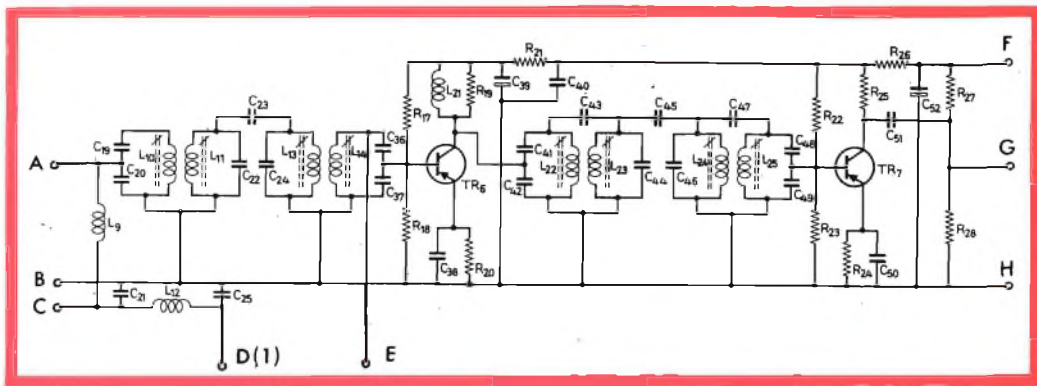 R21
R26
F
C39
C40
L21
R19
R25
C52
R27
C23
C43
C45
C47
R17
C36
R22
C51
C19
L10
L11
L13
L14
C41
C48
A
G
C20
C22
C24
TR6
L22
L23
L24
L25
TR7
C37
C42
C44
C46
C49
L9
R18
R23
R28
C38
R20
R24
C50
B
H
C21
L12
C25
C
D(1)
E